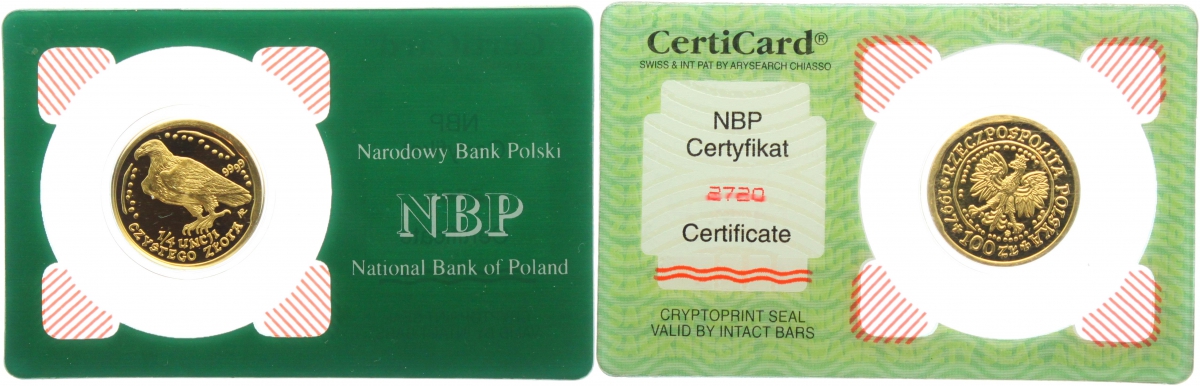 9999
1/4 UNCJI
CZYSTEGO ZŁOTA
Narodowy Bank Polski
NBP
National Bank of Poland
CertiCard®
SWISS & INT PAT BY ARYSEARCH CHIASSO
NBP
Certyfikat
2720
Certificate
CRYPTOPRINT SEAL
VALID BY INTACT BARS
RZECZPOSPOLITA POLSKA
1997
100 ZŁ